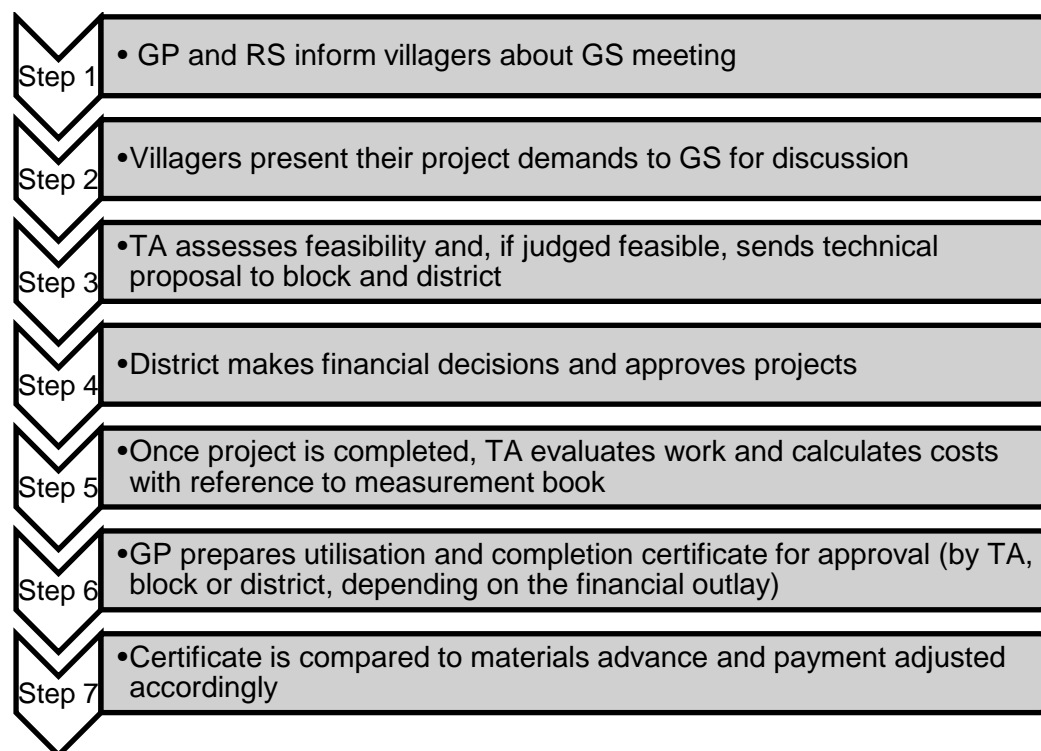 Step 1
• GP and RS inform villagers about GS meeting
Step 2
•Villagers present their project demands to GS for discussion
Step 3
•TA assesses feasibility and, if judged feasible, sends technical
proposal to block and district
Step 4
•District makes financial decisions and approves projects
Step 5
•Once project is completed, TA evaluates work and calculates costs
with reference to measurement book
Step 6
•GP prepares utilisation and completion certificate for approval (by TA,
block or district, depending on the financial outlay)
Step 7
•Certificate is compared to materials advance and payment adjusted
accordingly